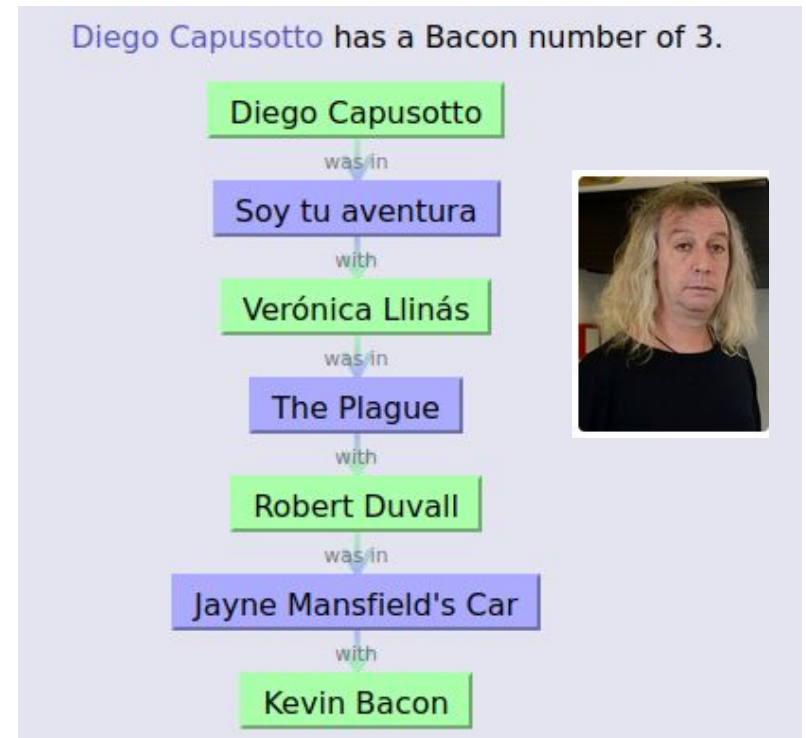 Diego Capusotto has a Bacon number of 3.
Diego Capusotto
was in
Soy tu aventura
with
Verónica Llinás
was in
The Plague
with
Robert Duvall
was in
Jayne Mansfield's Car
with
Kevin Bacon